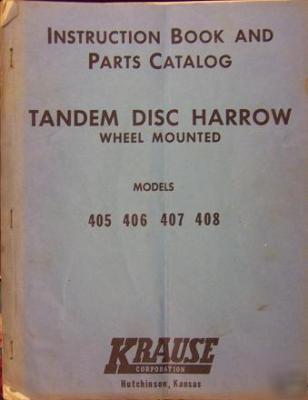 INSTRUCTION BOOK AND
PARTS CATALOG
TANDEM DISC HARROW
WHEEL MOUNTED
MODELS
405 406 407 408
KRAUSE
CORPORATION
Hutchinson, Kansas